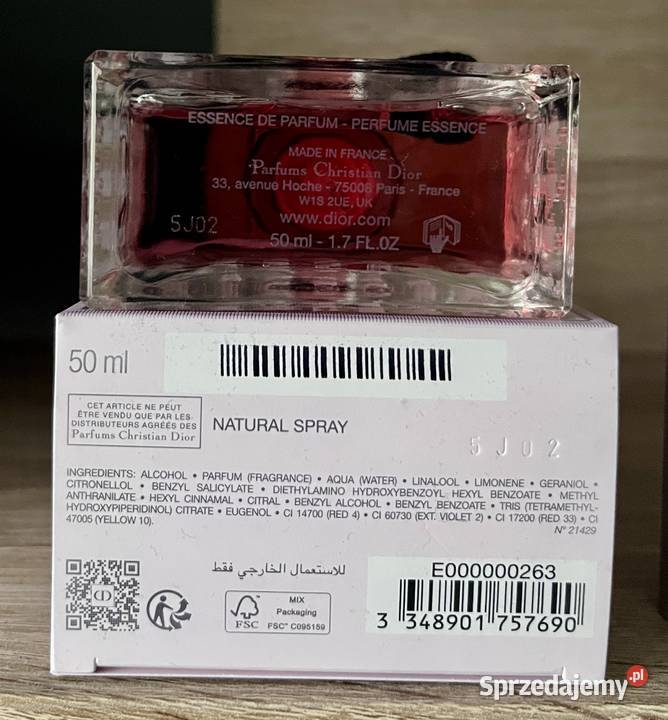 ESSENCE DE PARFUM - PERFUME ESSENCE
MADE IN FRANCE
Parfums Christian Dior
33, avenue Hoche - 75008 Paris - France
W1S 2UE, UK
www.dior.com
5J02
50 ml - 1.7 FL.OZ
50 ml
CET ARTICLE NE PEUT
ÊTRE VENDU QUE PAR LES
DISTRIBUTEURS AGRÉÉS DES
Parfums Christian Dior
NATURAL SPRAY
5J02
INGREDIENTS: ALCOHOL • PARFUM (FRAGRANCE) • AQUA (WATER) • LINALOOL • LIMONENE • GERANIOL •
CITRONELLOL • BENZYL SALICYLATE • DIETHYLAMINO HYDROXYBENZOYL HEXYL BENZOATE • METHYL
ANTHRANILATE • HEXYL CINNAMAL • CITRAL • BENZYL ALCOHOL • BENZYL BENZOATE • TRIS (TETRAMETHYL-
HYDROXYPIPERIDINOL) CITRATE • EUGENOL • CI 14700 (RED 4) • CI 60730 (EXT. VIOLET 2) • CI 17200 (RED 33) • CI
47005 (YELLOW 10).
N° 21429
للاستعمال الخارجي فقط
E000000263
CD
FSC
MIX
Packaging
FSC™ C095159
3 348901 757690
Sprzedajemy.pl